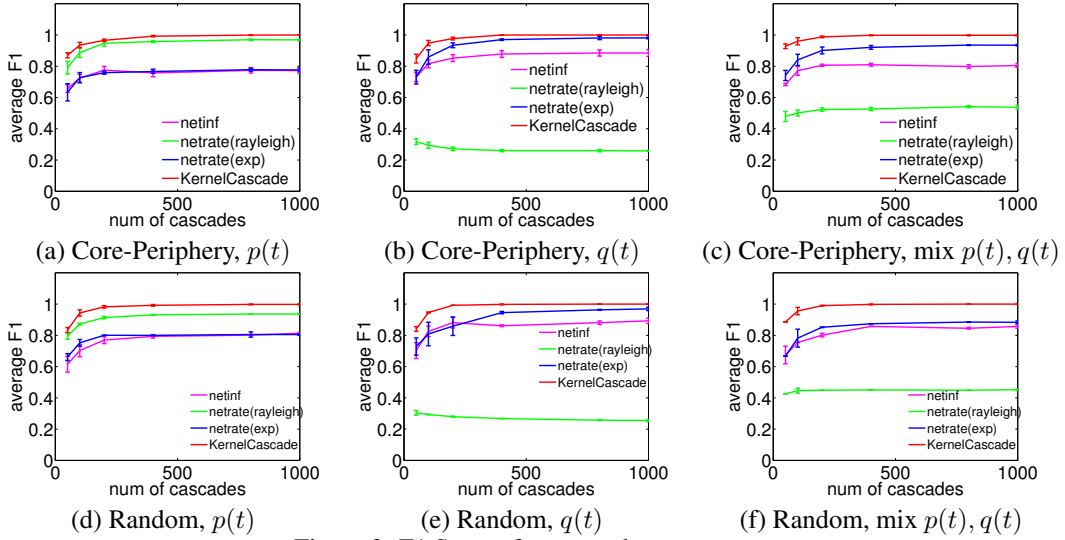 average F1
1
0.8
0.6
0.4
0.2
0
0 500 1000
num of cascades
netinf
netrate(rayleigh)
netrate(exp)
KernelCascade
(a) Core-Periphery, p(t)
average F1
1
0.8
0.6
0.4
0.2
0
0 500 1000
num of cascades
netinf
netrate(rayleigh)
netrate(exp)
KernelCascade
(b) Core-Periphery, q(t)
average F1
1
0.8
0.6
0.4
0.2
0
0 500 1000
num of cascades
netinf
netrate(rayleigh)
netrate(exp)
KernelCascade
(c) Core-Periphery, mix p(t), q(t)
average F1
1
0.8
0.6
0.4
0.2
0
0 500 1000
num of cascades
netinf
netrate(rayleigh)
netrate(exp)
KernelCascade
(d) Random, p(t)
average F1
1
0.8
0.6
0.4
0.2
0
0 500 1000
num of cascades
netinf
netrate(rayleigh)
netrate(exp)
KernelCascade
(e) Random, q(t)
average F1
1
0.8
0.6
0.4
0.2
0
0 500 1000
num of cascades
netinf
netrate(rayleigh)
netrate(exp)
KernelCascade
(f) Random, mix p(t), q(t)